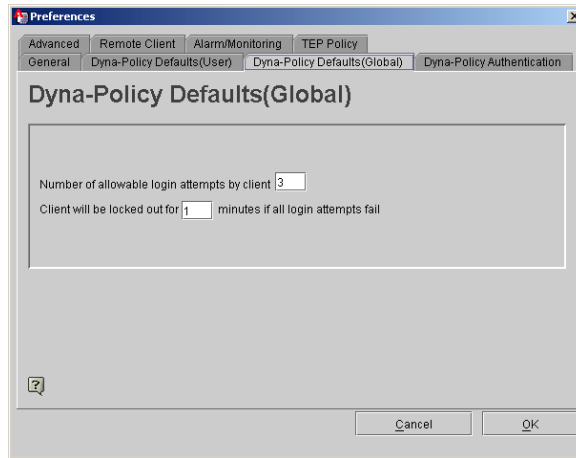 Preferences
Advanced Remote Client Alarm/Monitoring TEP Policy
General Dyna-Policy Defaults(User) Dyna-Policy Defaults(Global) Dyna-Policy Authentication
Dyna-Policy Defaults(Global)
Number of allowable login attempts by client 3
Client will be locked out for 1 minutes if all login attempts fail
?
Cancel OK